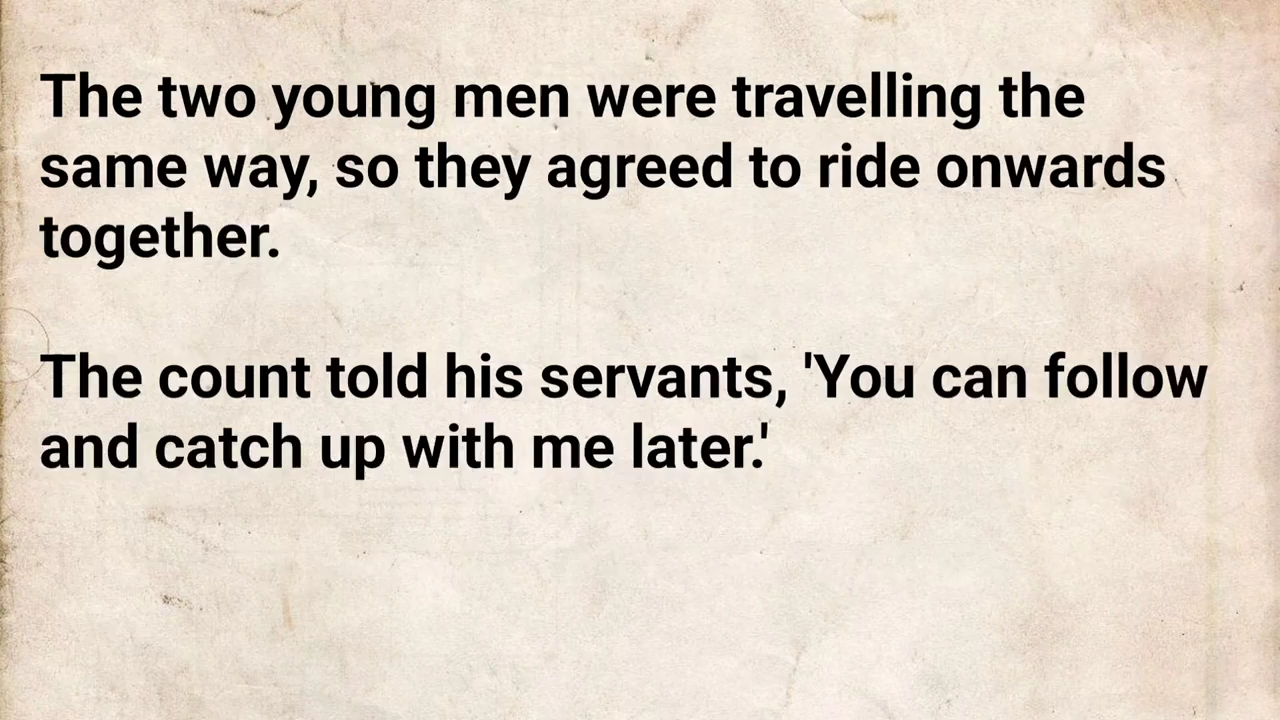 The two young men were travelling the
same way, so they agreed to ride onwards
together.
The count told his servants, 'You can follow
and catch up with me later.'